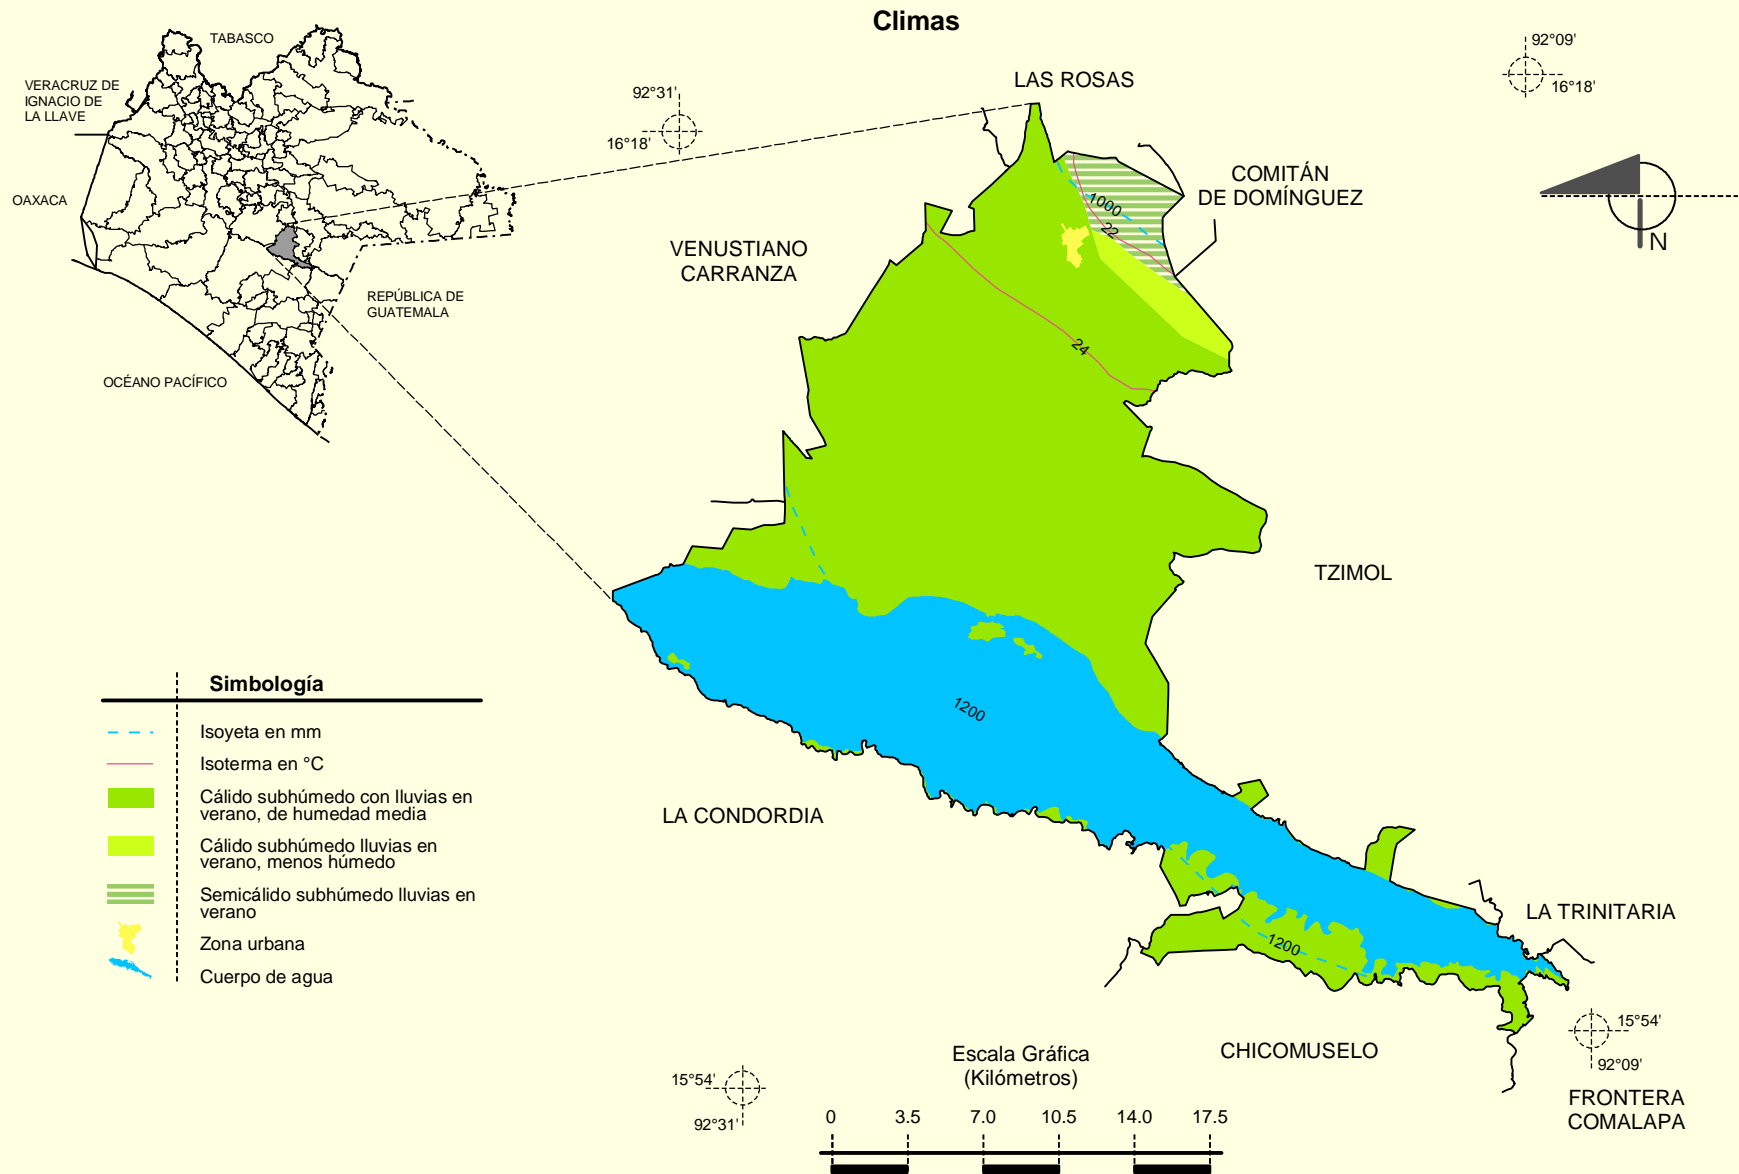 Climas
TABASCO
VERACRUZ DE
IGNACIO DE
LA LLAVE
OAXACA
REPÚBLICA DE
GUATEMALA
OCÉANO PACÍFICO
92°31'
16°18'
92°09'
16°18'
LAS ROSAS
COMITÁN
DE DOMÍNGUEZ
N
VENUSTIANO
CARRANZA
1000
22
24
TZIMOL
1200
LA CONDORDIA
LA TRINITARIA
1200
CHICOMUSELO
FRONTERA
COMALAPA
15°54'
92°09'
15°54'
92°31'
Simbología
Isoyeta en mm
Isoterma en °C
Cálido subhúmedo con lluvias en
verano, de humedad media
Cálido subhúmedo lluvias en
verano, menos húmedo
Semicálido subhúmedo lluvias en
verano
Zona urbana
Cuerpo de agua
Escala Gráfica
(Kilómetros)
0 3.5 7.0 10.5 14.0 17.5